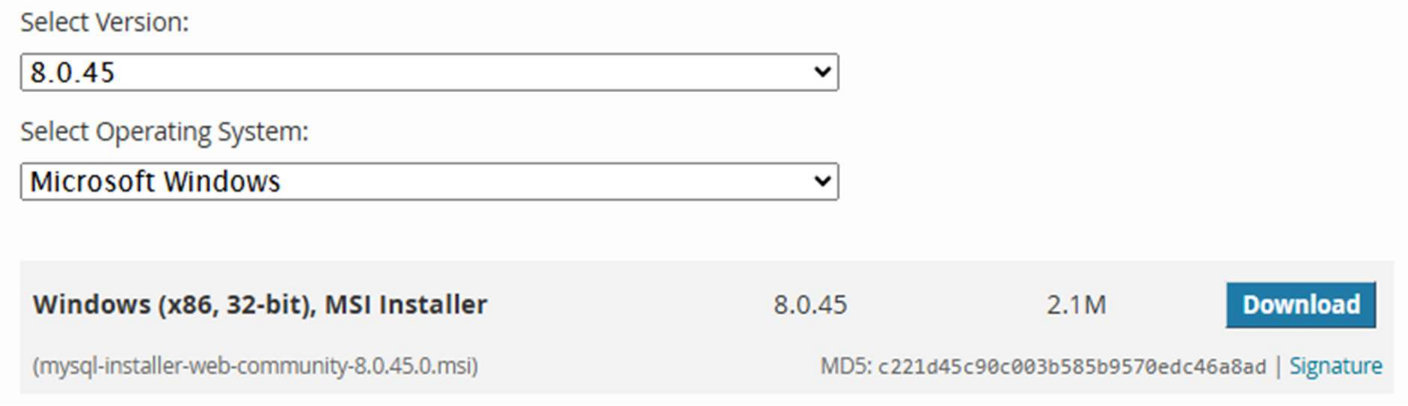 Select Version:
8.0.45
Select Operating System:
Microsoft Windows
Windows (x86, 32-bit), MSI Installer 8.0.45 2.1M Download
(mysql-installer-web-community-8.0.45.0.msi) MD5: c221d45c90c003b585b9570edc46a8ad | Signature